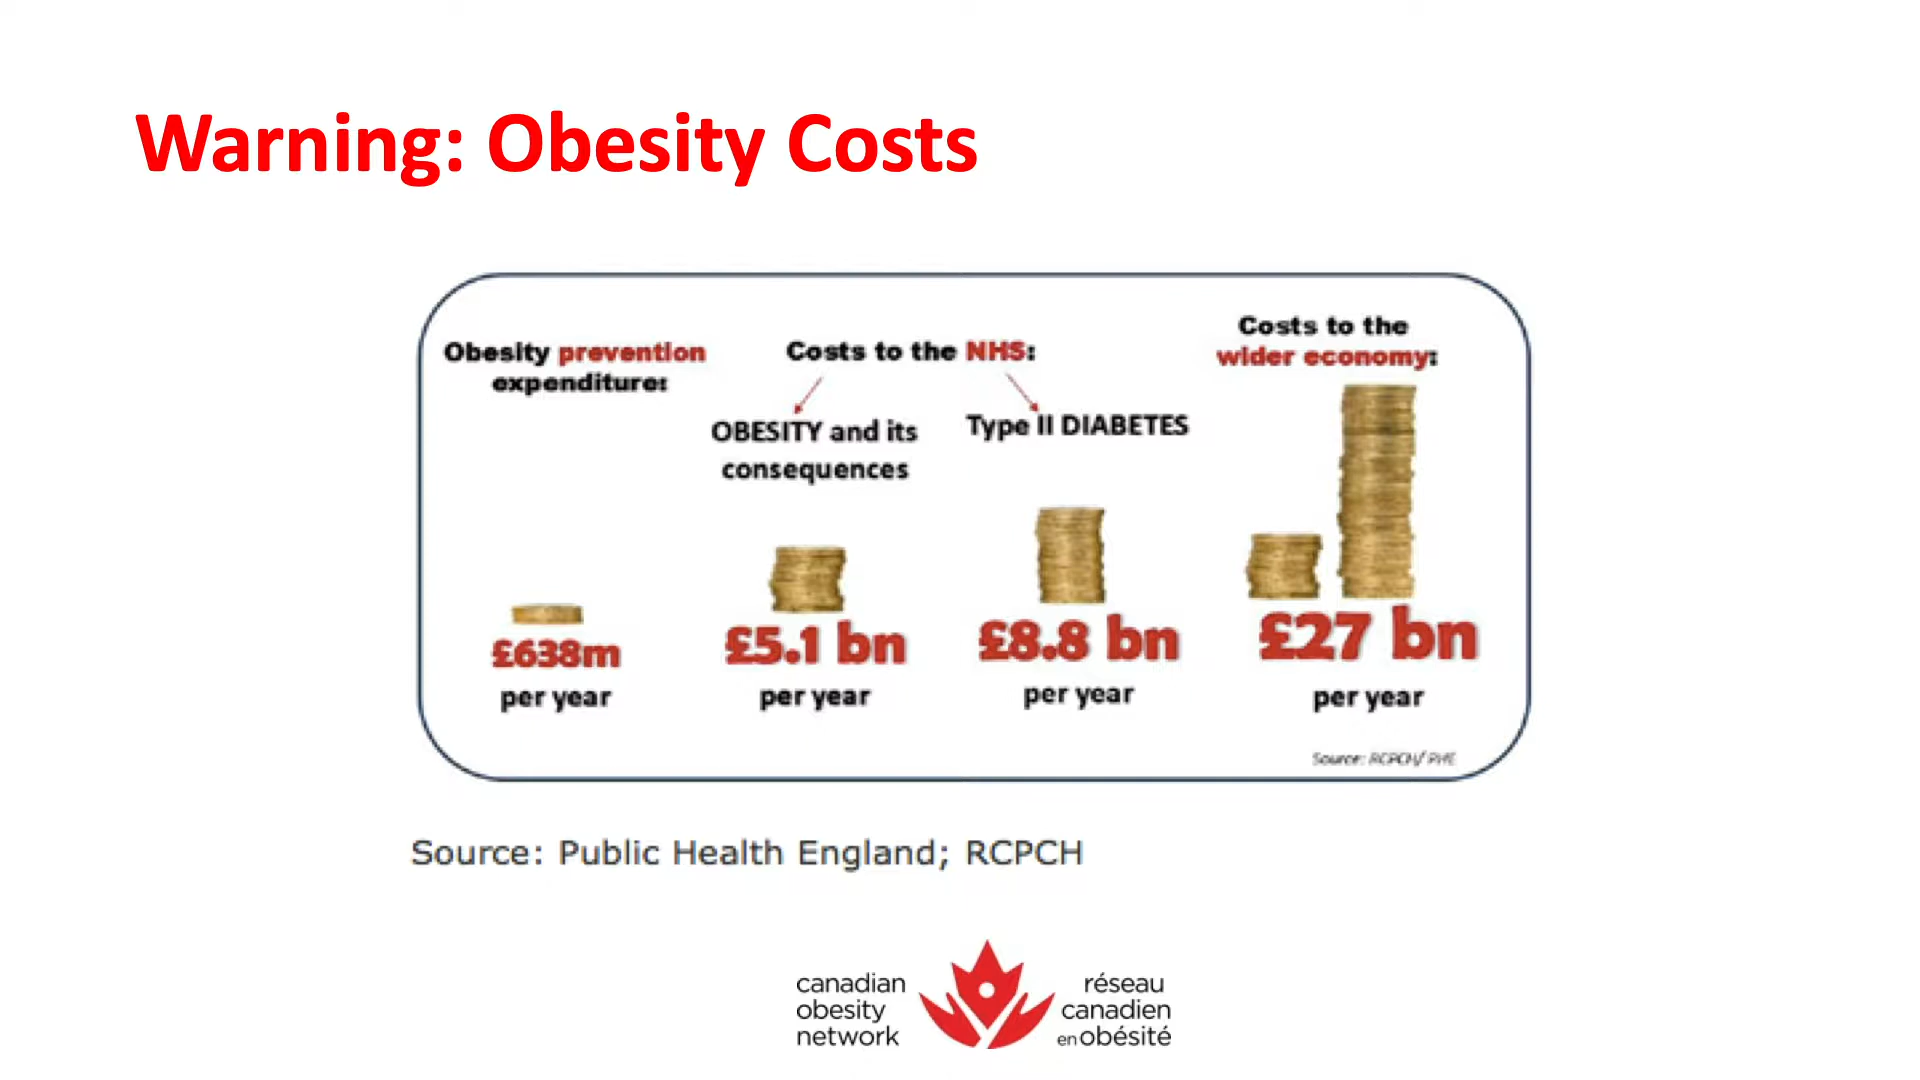 Warning: Obesity Costs
Obesity prevention
expenditure:
Costs to the NHS:
OBESITY and its
consequences
Type II DIABETES
Costs to the
wider economy:
£638m
per year
£5.1 bn
per year
£8.8 bn
per year
£27 bn
per year
Source: RCPCH/ PHE
Source: Public Health England; RCPCH
canadian
obesity
network
réseau
canadien
en obésité